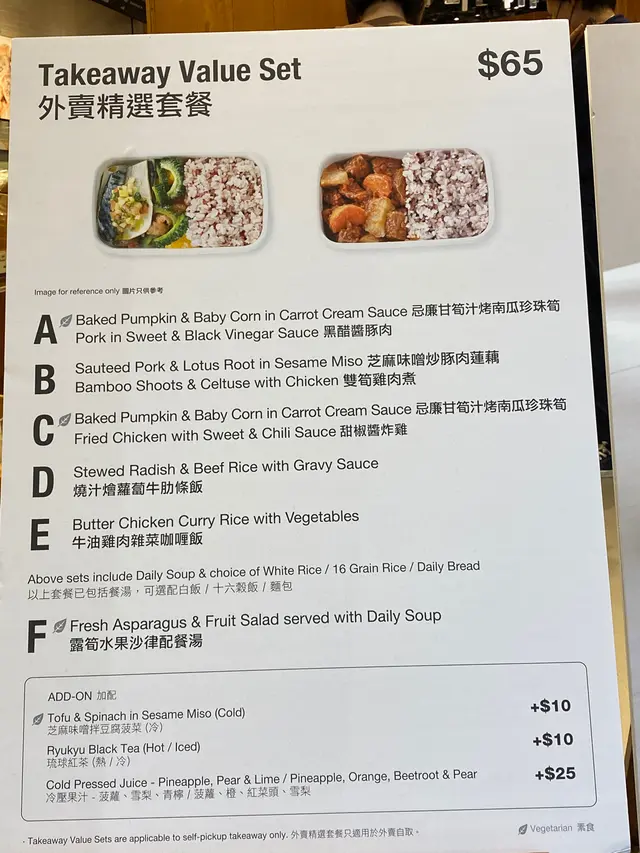 Takeaway Value Set $65
外賣精選套餐
Image for reference only 圖片只供參考
A Baked Pumpkin & Baby Corn in Carrot Cream Sauce 忌廉甘筍汁烤南瓜珍珠筍
Pork in Sweet & Black Vinegar Sauce 黑醋醬豚肉
B Sauteed Pork & Lotus Root in Sesame Miso 芝麻味噌炒豚肉蓮藕
Bamboo Shoots & Celtuse with Chicken 雙筍雞肉煮
C Baked Pumpkin & Baby Corn in Carrot Cream Sauce 忌廉甘筍汁烤南瓜珍珠筍
Fried Chicken with Sweet & Chili Sauce 甜椒醬炸雞
D Stewed Radish & Beef Rice with Gravy Sauce
燒汁燴蘿蔔牛肋條飯
E Butter Chicken Curry Rice with Vegetables
牛油雞肉雜菜咖喱飯
Above sets include Daily Soup & choice of White Rice / 16 Grain Rice / Daily Bread
以上套餐已包括餐湯，可選配白飯 / 十六穀飯 / 麵包
F Fresh Asparagus & Fruit Salad served with Daily Soup
露筍水果沙律配餐湯
ADD-ON 加配
Tofu & Spinach in Sesame Miso (Cold) +$10
芝麻味噌拌豆腐菠菜 (冷)
Ryukyu Black Tea (Hot / Iced) +$10
琉球紅茶 (熱 / 冷)
Cold Pressed Juice - Pineapple, Pear & Lime / Pineapple, Orange, Beetroot & Pear +$25
冷壓果汁 - 菠蘿、雪梨、青檸 / 菠蘿、橙、紅菜頭、雪梨
· Takeaway Value Sets are applicable to self-pickup takeaway only. 外賣精選套餐只適用於外賣自取。
Vegetarian 素食